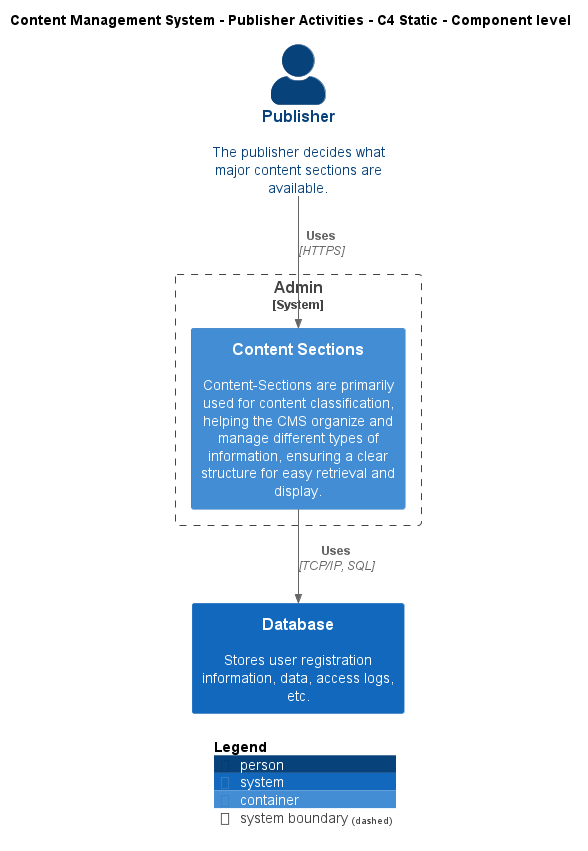 Content Management System - Publisher Activities - C4 Static - Component level
Publisher
The publisher decides what
major content sections are
available.
Uses
[HTTPS]
Admin
[System]
Content Sections
Content-Sections are primarily
used for content classification,
helping the CMS organize and
manage different types of
information, ensuring a clear
structure for easy retrieval and
display.
Uses
[TCP/IP, SQL]
Database
Stores user registration
information, data, access logs,
etc.
Legend
person
system
container
system boundary (dashed)